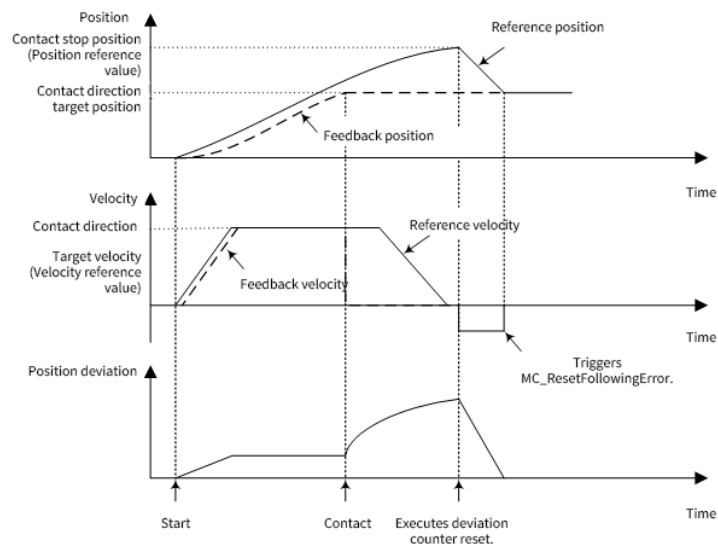 Position
Contact stop position
(Position reference
value)
Reference position
Contact direction
target position
Feedback position
Time
Velocity
Contact direction
Reference velocity
Target velocity
(Velocity reference
value)
Feedback velocity
Time
Triggers
MC_ResetFollowingError.
Position deviation
Time
Start
Contact
Executes deviation
counter reset.